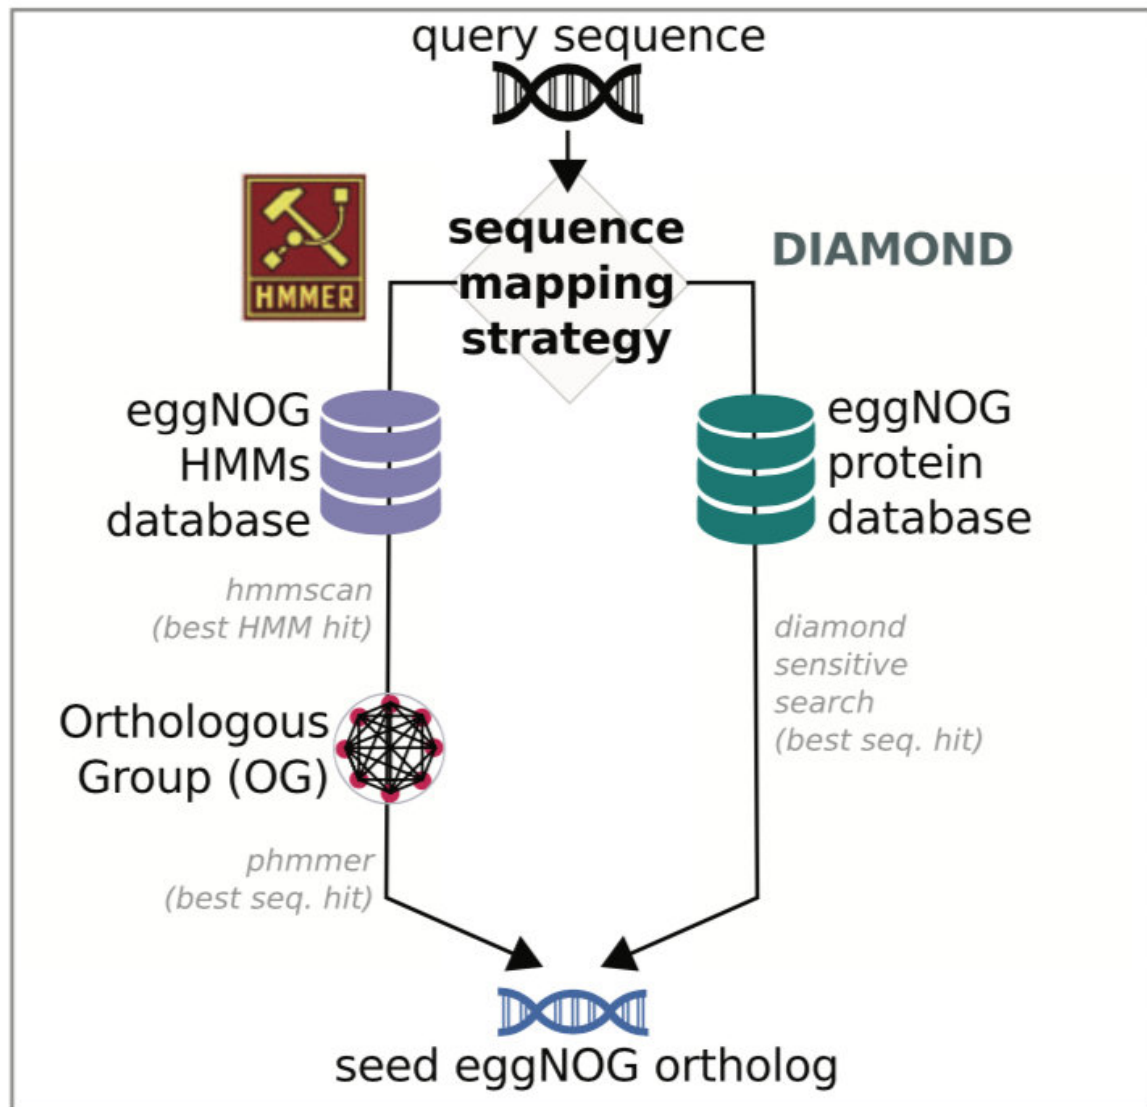 query sequence
HMMER
sequence
mapping
strategy
DIAMOND
eggNOG
HMMs
database
eggNOG
protein
database
hmmscan
(best HMM hit)
diamond
sensitive
search
(best seq. hit)
Orthologous
Group (OG)
phmmer
(best seq. hit)
seed eggNOG ortholog